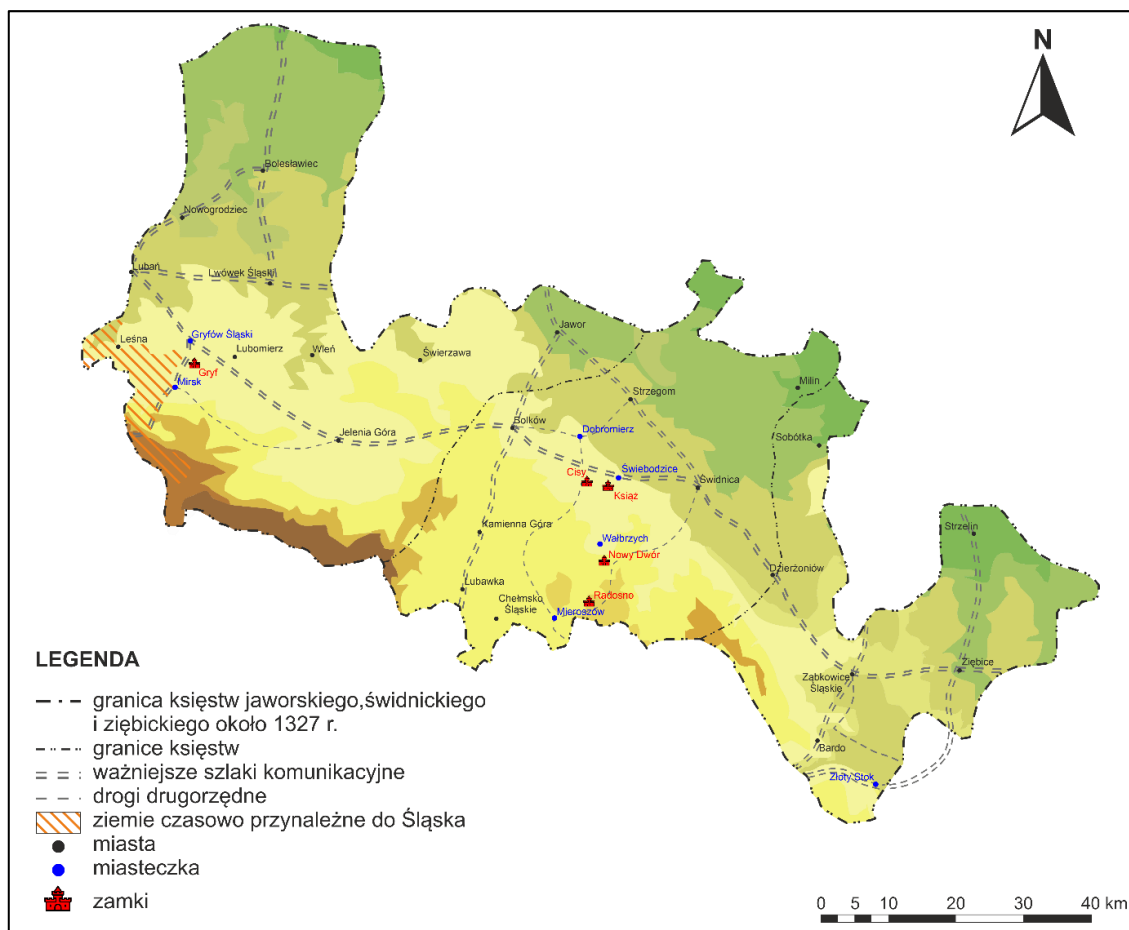 N
Bolesławiec
Nowogrodziec
Lubań
Lwówek Śląski
Gryfów Śląski
Leśna
Lubomierz
Wleń
Świerzawa
Jawor
Gryf
Mirsk
Milin
Strzegom
Jelenia Góra
Bolków
Dobromierz
Sobótka
Cisy
Świebodzice
Książ
Świdnica
Kamienna Góra
Wałbrzych
Strzelin
Nowy Dwór
Dzierżoniów
Lubawka
Radosno
Chełmsko
Śląskie
Mieroszów
Ząbkowice
Śląskie
Ziębice
Bardo
Złoty Stok
LEGENDA
granica księstw jaworskiego,świdnickiego
i ziębickiego około 1327 r.
granice księstw
ważniejsze szlaki komunikacyjne
drogi drugorzędne
ziemie czasowo przynależne do Śląska
miasta
miasteczka
zamki
0 5 10 20 30 40 km